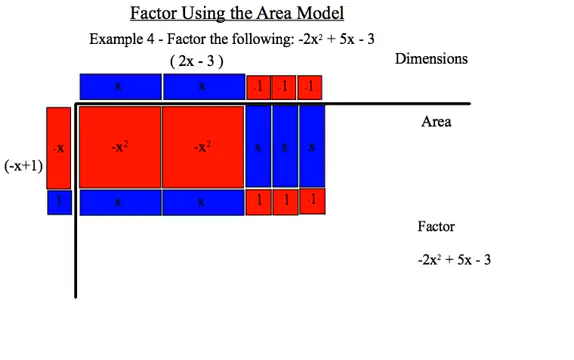 Factor Using the Area Model
Example 4 - Factor the following: -2x² + 5x - 3
( 2x - 3 )
Dimensions
x x -1 -1 -1
Area
-x -x² -x² x x x
(-x+1)
1 x x -1 -1 -1
Factor
-2x² + 5x - 3